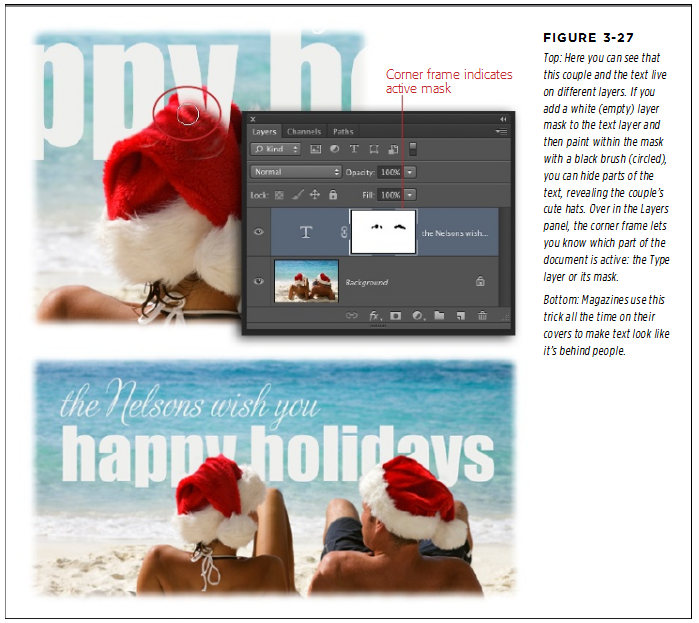 FIGURE 3-27
Top: Here you can see that
this couple and the text live
on different layers. If you
add a white (empty) layer
mask to the text layer and
then paint within the mask
with a black brush (circled),
you can hide parts of the
text, revealing the couple's
cute hats. Over in the Layers
panel, the corner frame lets
you know which part of the
document is active: the Type
layer or its mask.
Bottom: Magazines use this
trick all the time on their
covers to make text look like
it's behind people.
Corner frame indicates
active mask
Layers Channels Paths
Kind T
Normal Opacity: 100%
Lock: Fill: 100%
T the Nelsons wish...
Background
fx
the Nelsons wish you
happy holidays